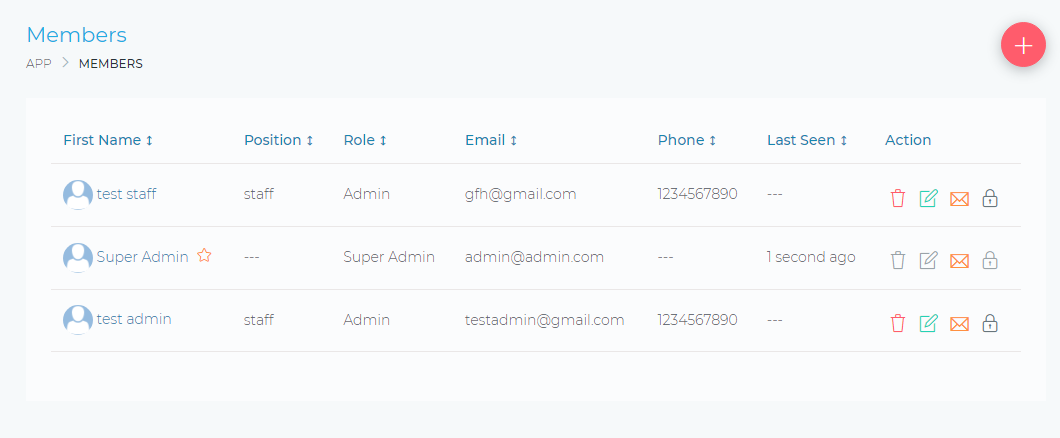 Members
APP > MEMBERS
First Name ↕ Position ↕ Role ↕ Email ↕ Phone ↕ Last Seen ↕ Action
test staff staff Admin gfh@gmail.com 1234567890 ---
Super Admin --- Super Admin admin@admin.com --- 1 second ago
test admin staff Admin testadmin@gmail.com 1234567890 ---